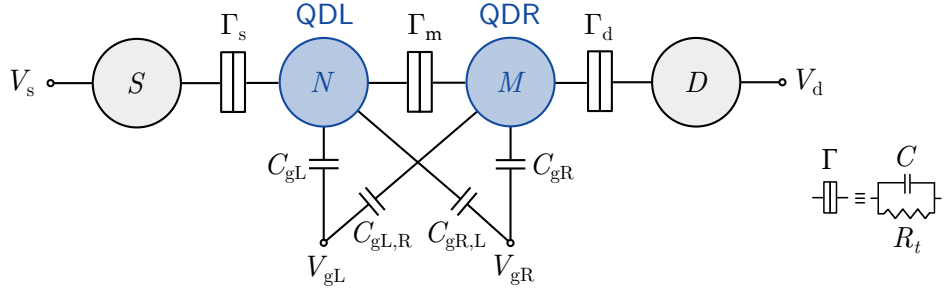 QDL QDR
Γs Γm Γd
Vs S N M D Vd
CgL CgR
Γ C
≡
CgL,R CgR,L
Rt
VgL VgR